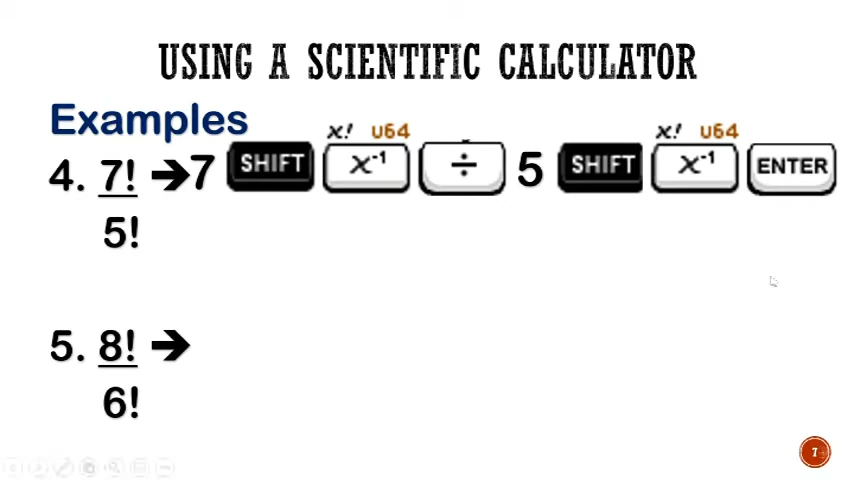 USING A SCIENTIFIC CALCULATOR
Examples
x! u64 x! u64
4. 7! ➔7 SHIFT x⁻¹ ÷ 5 SHIFT x⁻¹ ENTER
5!
5. 8! ➔
6!
7